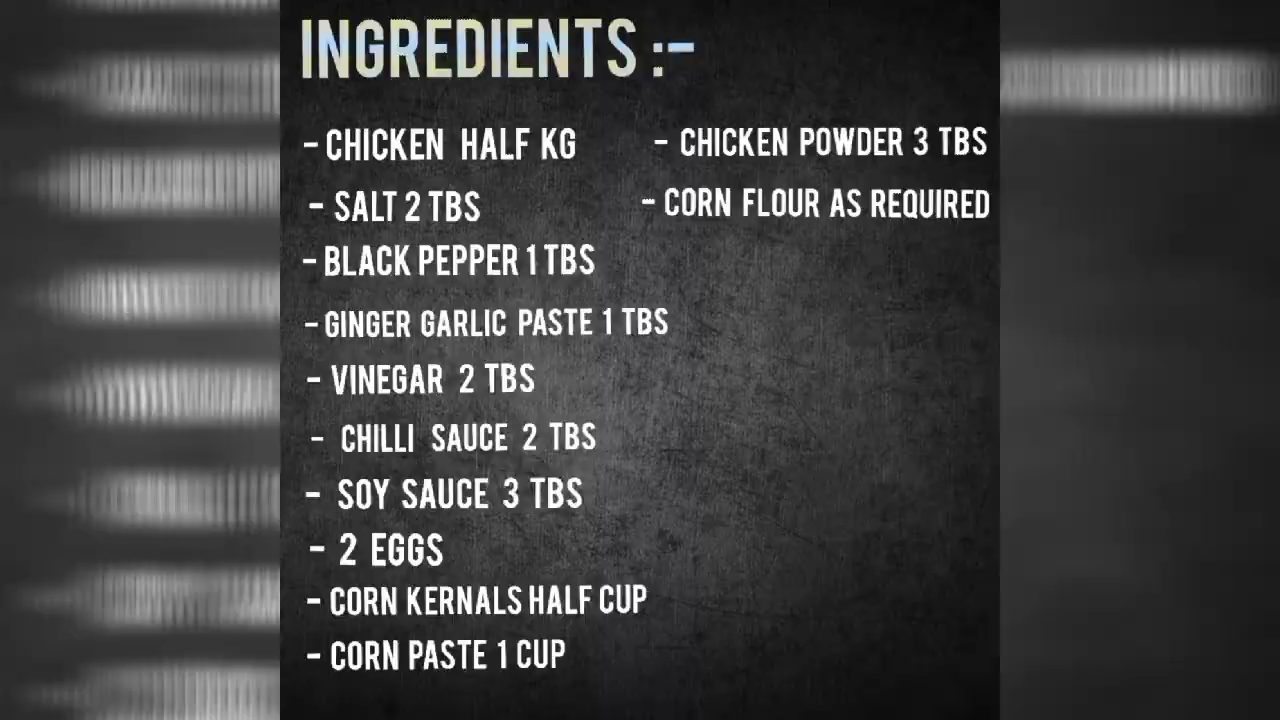 INGREDIENTS :-
- CHICKEN HALF KG
- SALT 2 TBS
- BLACK PEPPER 1 TBS
- GINGER GARLIC PASTE 1 TBS
- VINEGAR 2 TBS
- CHILLI SAUCE 2 TBS
- SOY SAUCE 3 TBS
- 2 EGGS
- CORN KERNALS HALF CUP
- CORN PASTE 1 CUP
- CHICKEN POWDER 3 TBS
- CORN FLOUR AS REQUIRED